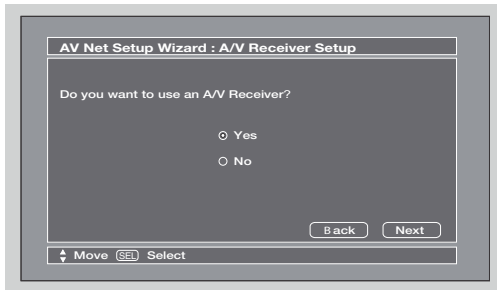 AV Net Setup Wizard : A/V Receiver Setup
Do you want to use an A/V Receiver?
Yes
No
Back Next
Move SEL Select